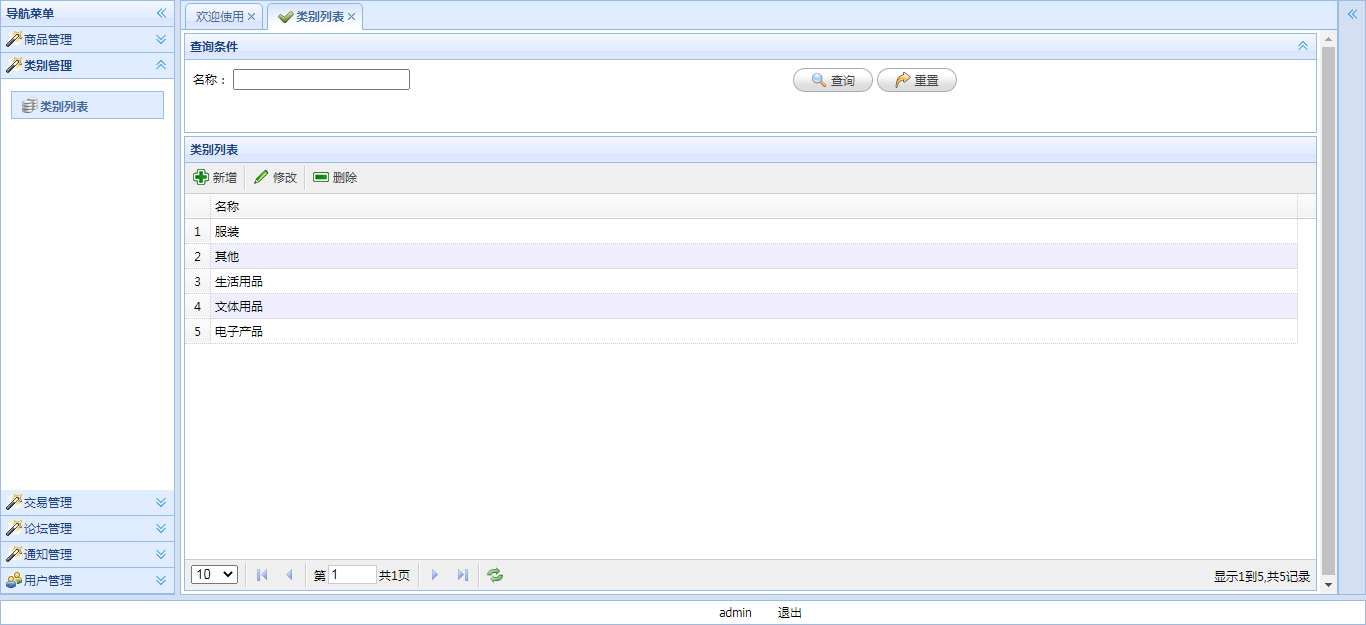 导航菜单
商品管理
类别管理
类别列表
交易管理
论坛管理
通知管理
用户管理
欢迎使用
类别列表
查询条件
名称：
查询 重置
类别列表
新增 修改 删除
名称
1 服装
2 其他
3 生活用品
4 文体用品
5 电子产品
10 第 1 共1页 显示1到5,共5记录
admin 退出